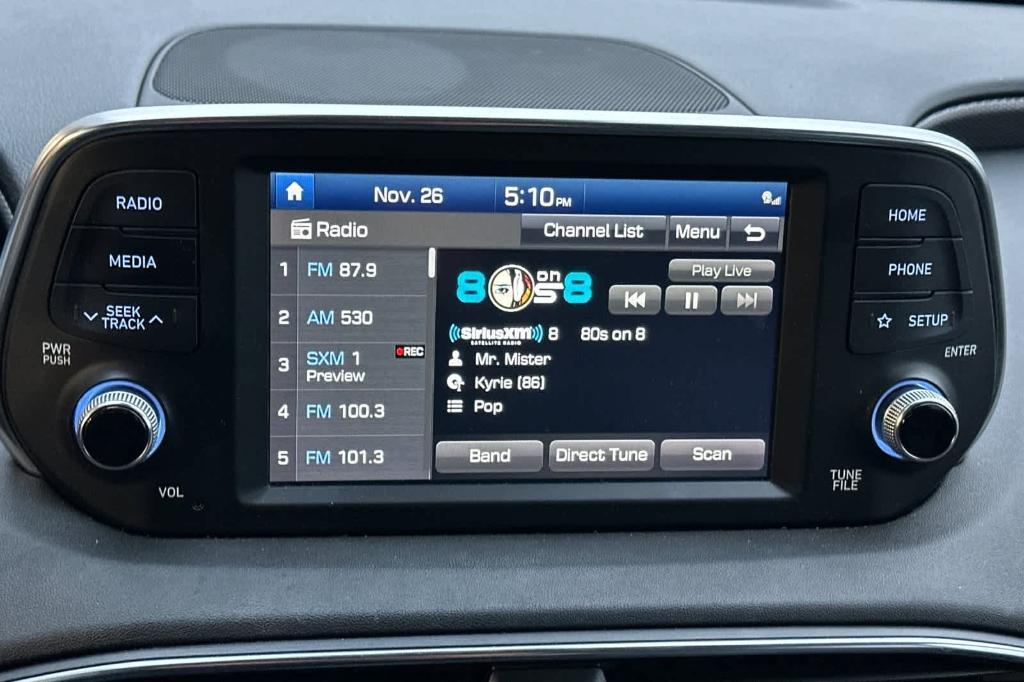 RADIO
MEDIA
SEEK
TRACK
PWR
PUSH
VOL
Nov. 26 5:10 PM
Radio Channel List Menu
1 FM 87.9
2 AM 530
3 SXM 1 REC
Preview
4 FM 100.3
5 FM 101.3
8 on 8
Play Live
SiriusXM 8 80s on 8
SATELLITE RADIO
Mr. Mister
Kyrie (86)
Pop
Band Direct Tune Scan
HOME
PHONE
SETUP
ENTER
TUNE
FILE